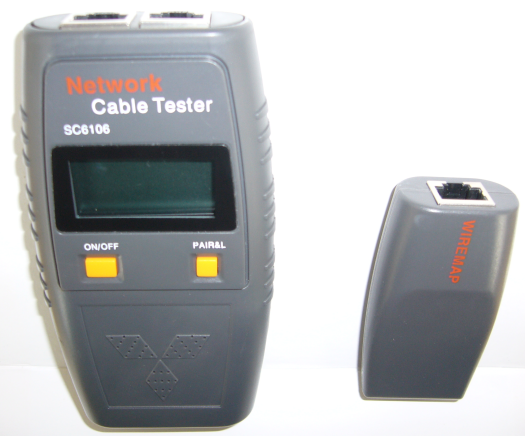 Network
Cable Tester
SC6106
ON/OFF
PAIR&L
WIREMAP